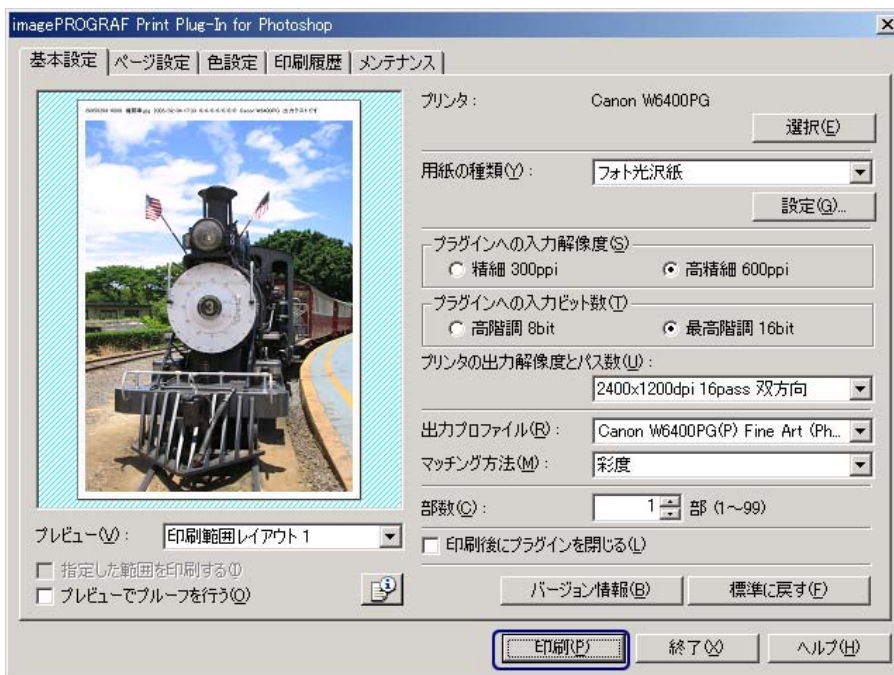 imagePROGRAF Print Plug-In for Photoshop
基本設定 ページ設定 色設定 印刷履歴 メンテナンス
プリンタ： Canon W6400PG
選択(E)
用紙の種類(Y)： フォト光沢紙
設定(G)...
プラグインへの入力解像度(S)
精細 300ppi 高精細 600ppi
プラグインへの入力ビット数(T)
高階調 8bit 最高階調 16bit
プリンタの出力解像度とパス数(U)：
2400x1200dpi 16pass 双方向
出力プロファイル(R)： Canon W6400PG(P) Fine Art (Ph...
マッチング方法(M)： 彩度
部数(C)： 1 部 (1～99)
印刷後にプラグインを閉じる(L)
3
プレビュー(V)： 印刷範囲レイアウト 1
指定した範囲を印刷する(I)
プレビューでプルーフを行う(O)
バージョン情報(B) 標準に戻す(F)
印刷(P) 終了(X) ヘルプ(H)